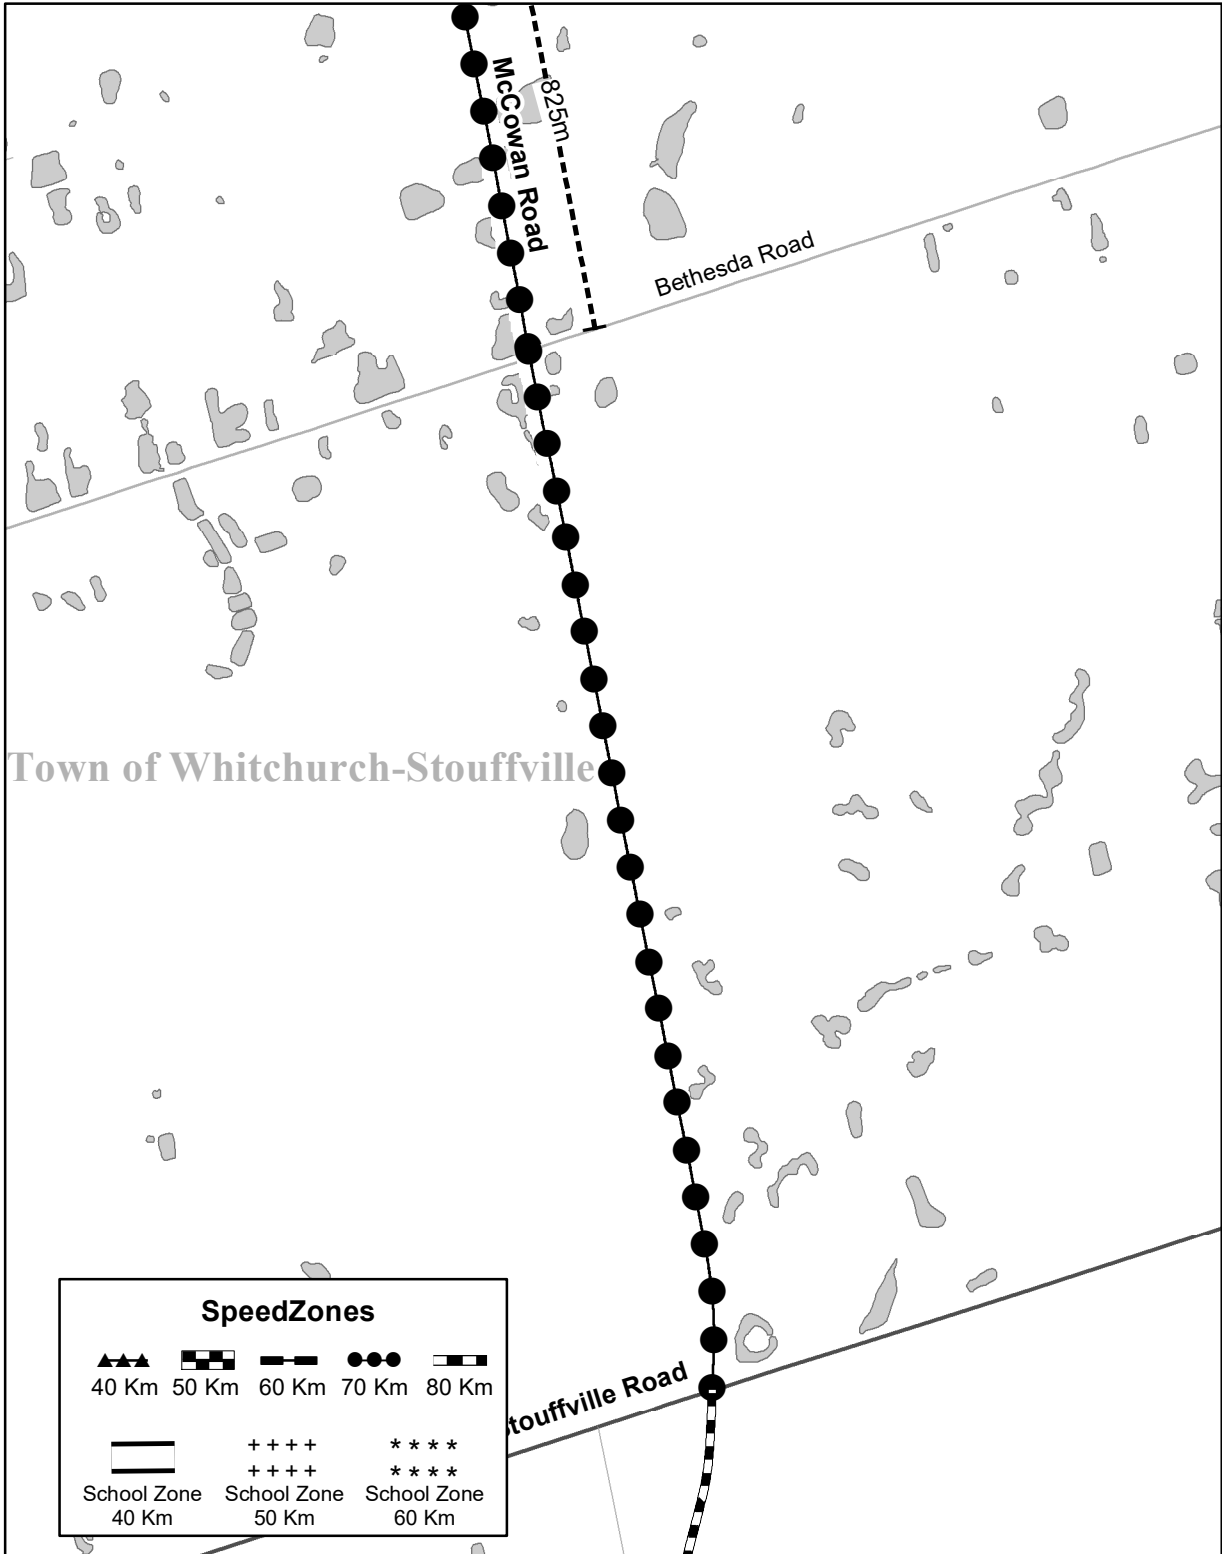 McCowan Road
825m
Bethesda Road
Town of Whitchurch-Stouffville
SpeedZones
40 Km 50 Km 60 Km 70 Km 80 Km
touffville Road
++++ ****
++++ ****
School Zone School Zone School Zone
40 Km 50 Km 60 Km